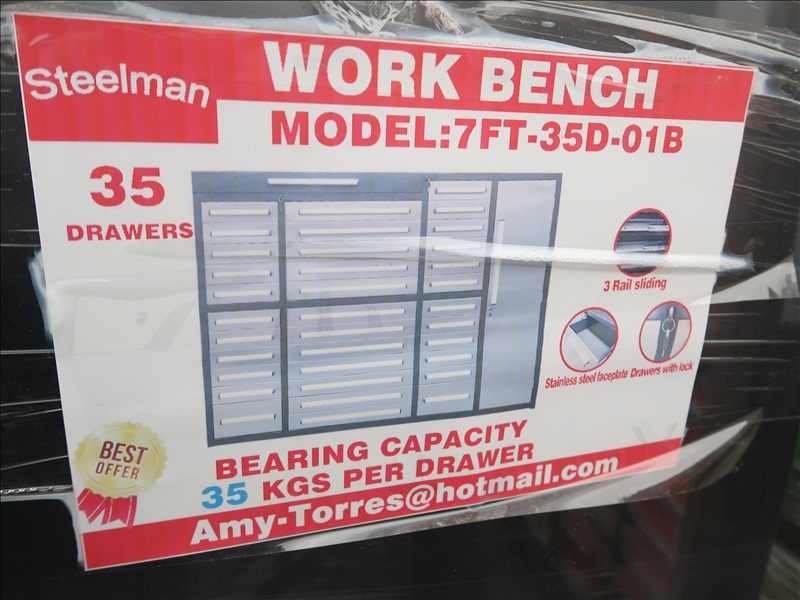 Steelman
WORK BENCH
MODEL:7FT-35D-01B
35
DRAWERS
3 Rail sliding
Stainless steel faceplate
Drawers with lock
BEST
OFFER
BEARING CAPACITY
35 KGS PER DRAWER
Amy-Torres@hotmail.com